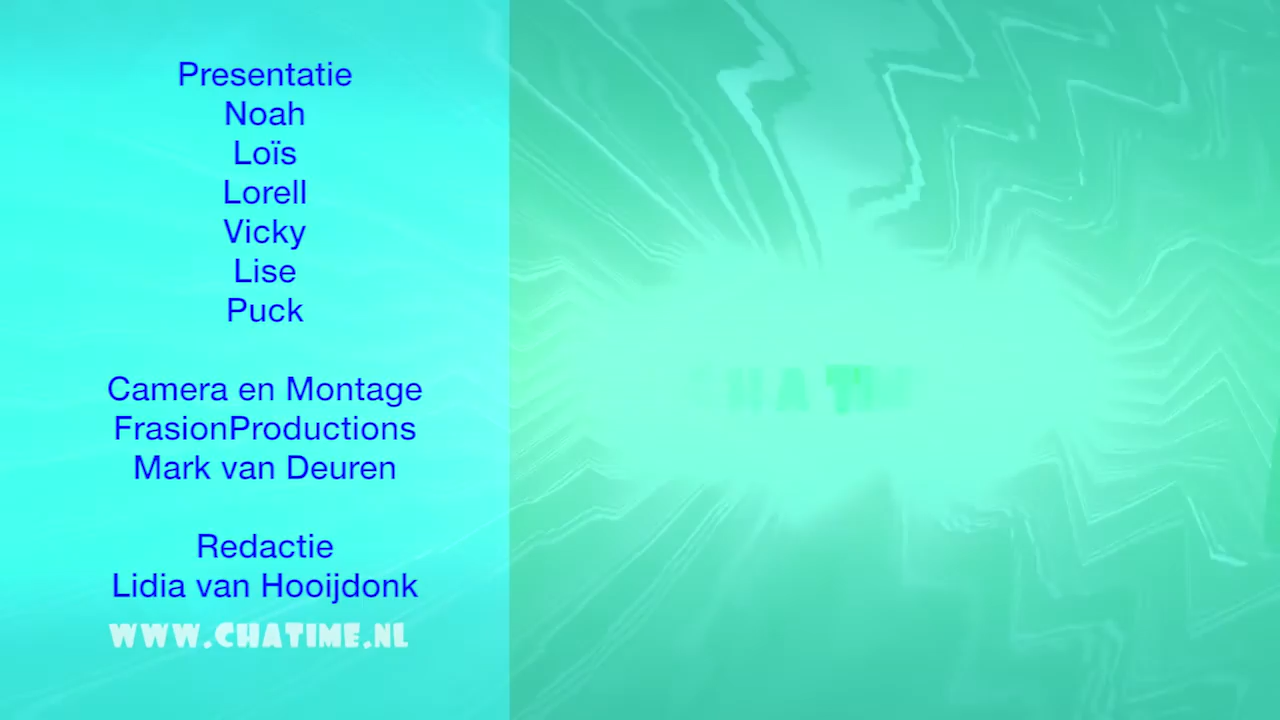 Presentatie
Noah
Loïs
Lorell
Vicky
Lise
Puck
Camera en Montage
FrasionProductions
Mark van Deuren
Redactie
Lidia van Hooijdonk
WWW.CHATIME.NL